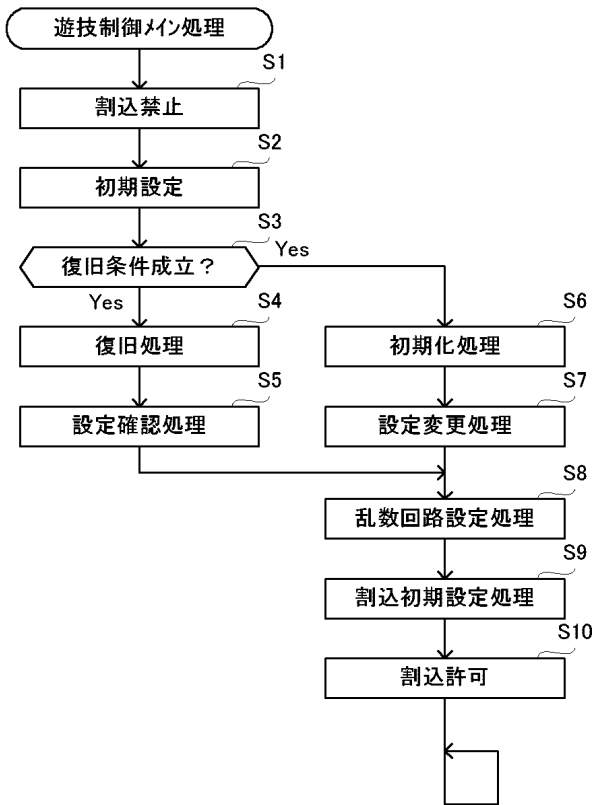 遊技制御メイン処理
S1
割込禁止
S2
初期設定
S3
復旧条件成立？
Yes
Yes
S4
復旧処理
S5
設定確認処理
S6
初期化処理
S7
設定変更処理
S8
乱数回路設定処理
S9
割込初期設定処理
S10
割込許可